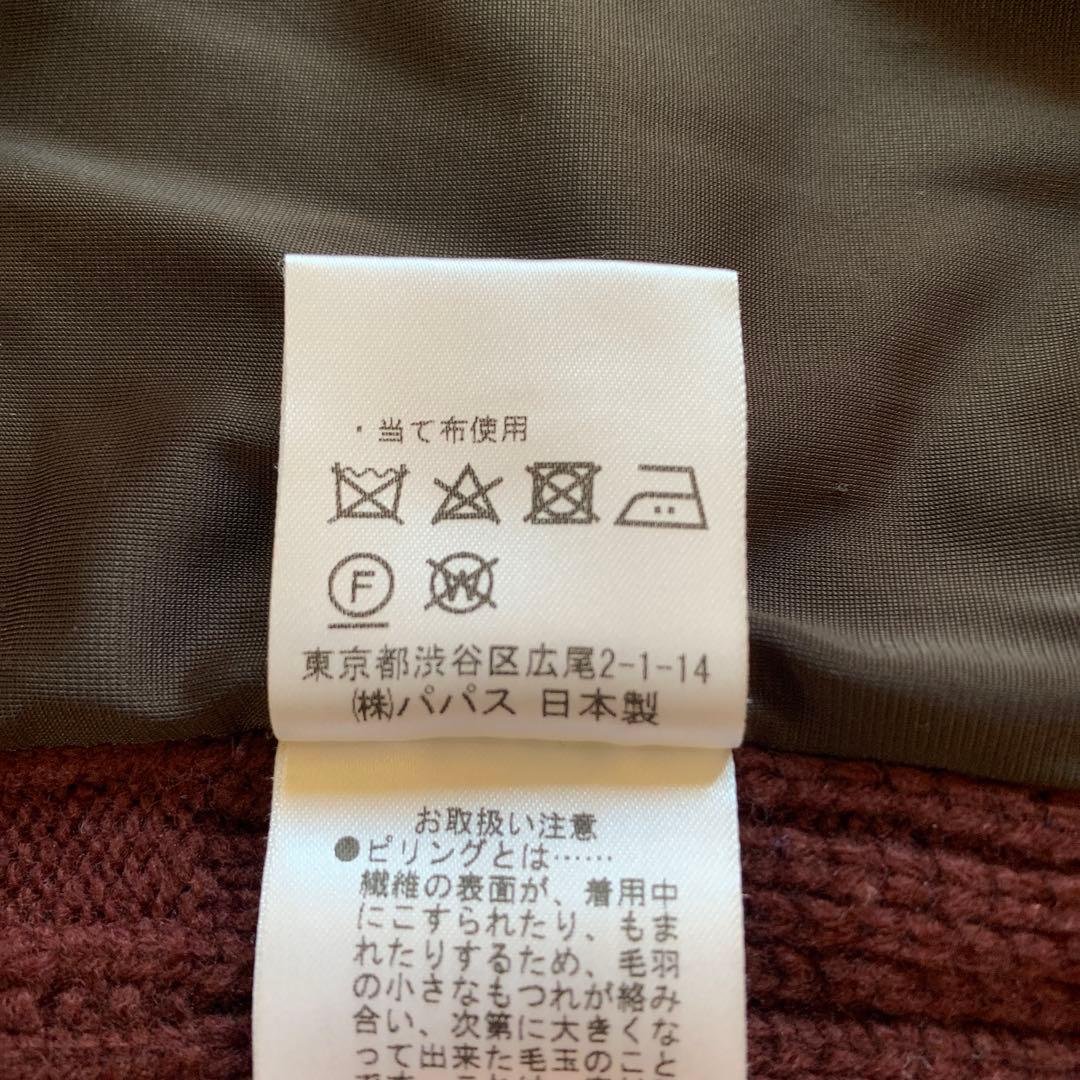 ・当て布使用
F
W
東京都渋谷区広尾2-1-14
㈱パパス 日本製
お取扱い注意
●ピリングとは……
繊維の表面が、着用中
にこすられたり、もま
れたりするため、毛羽
の小さなもつれが絡み
合い、次第に大きくな
って出来た毛玉のこと